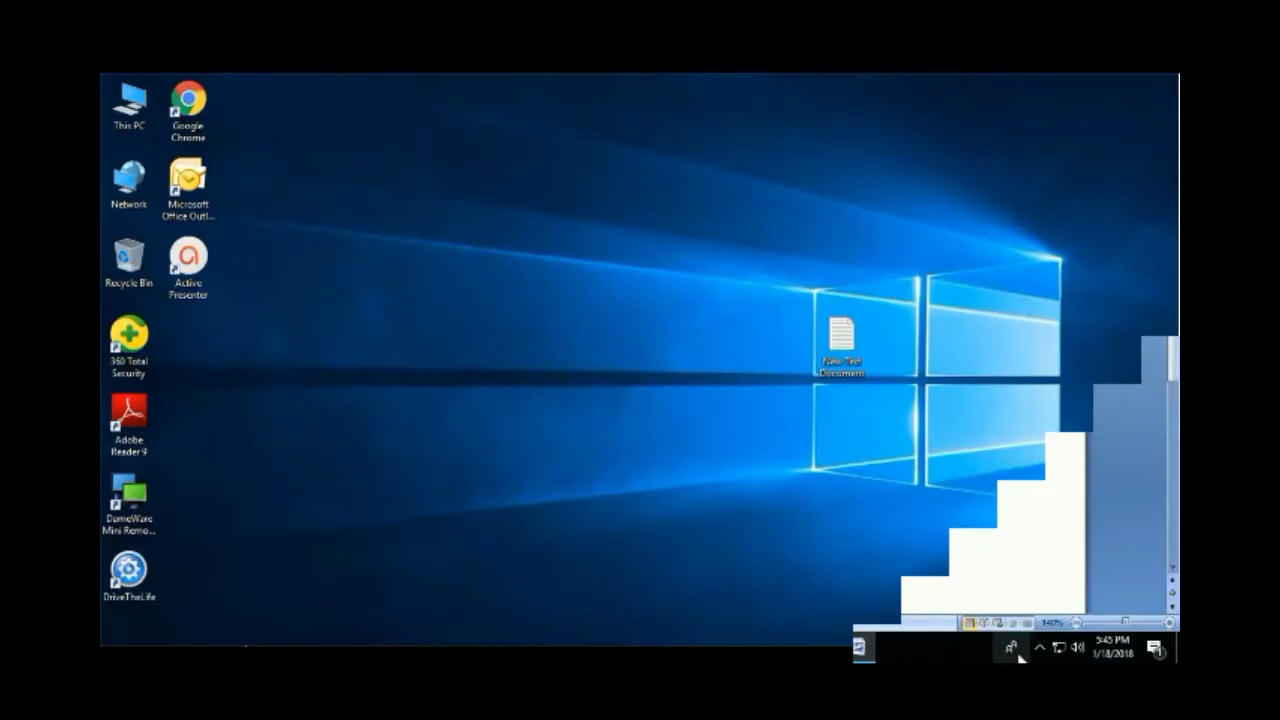 This PC
Google
Chrome
Network
Microsoft
Office Outl...
Recycle Bin
Active
Presenter
360 Total
Security
Adobe
Reader 9
DameWare
Mini Remo...
DriveTheLife
New Text
Document
140%
5:45 PM
1/18/2018
1